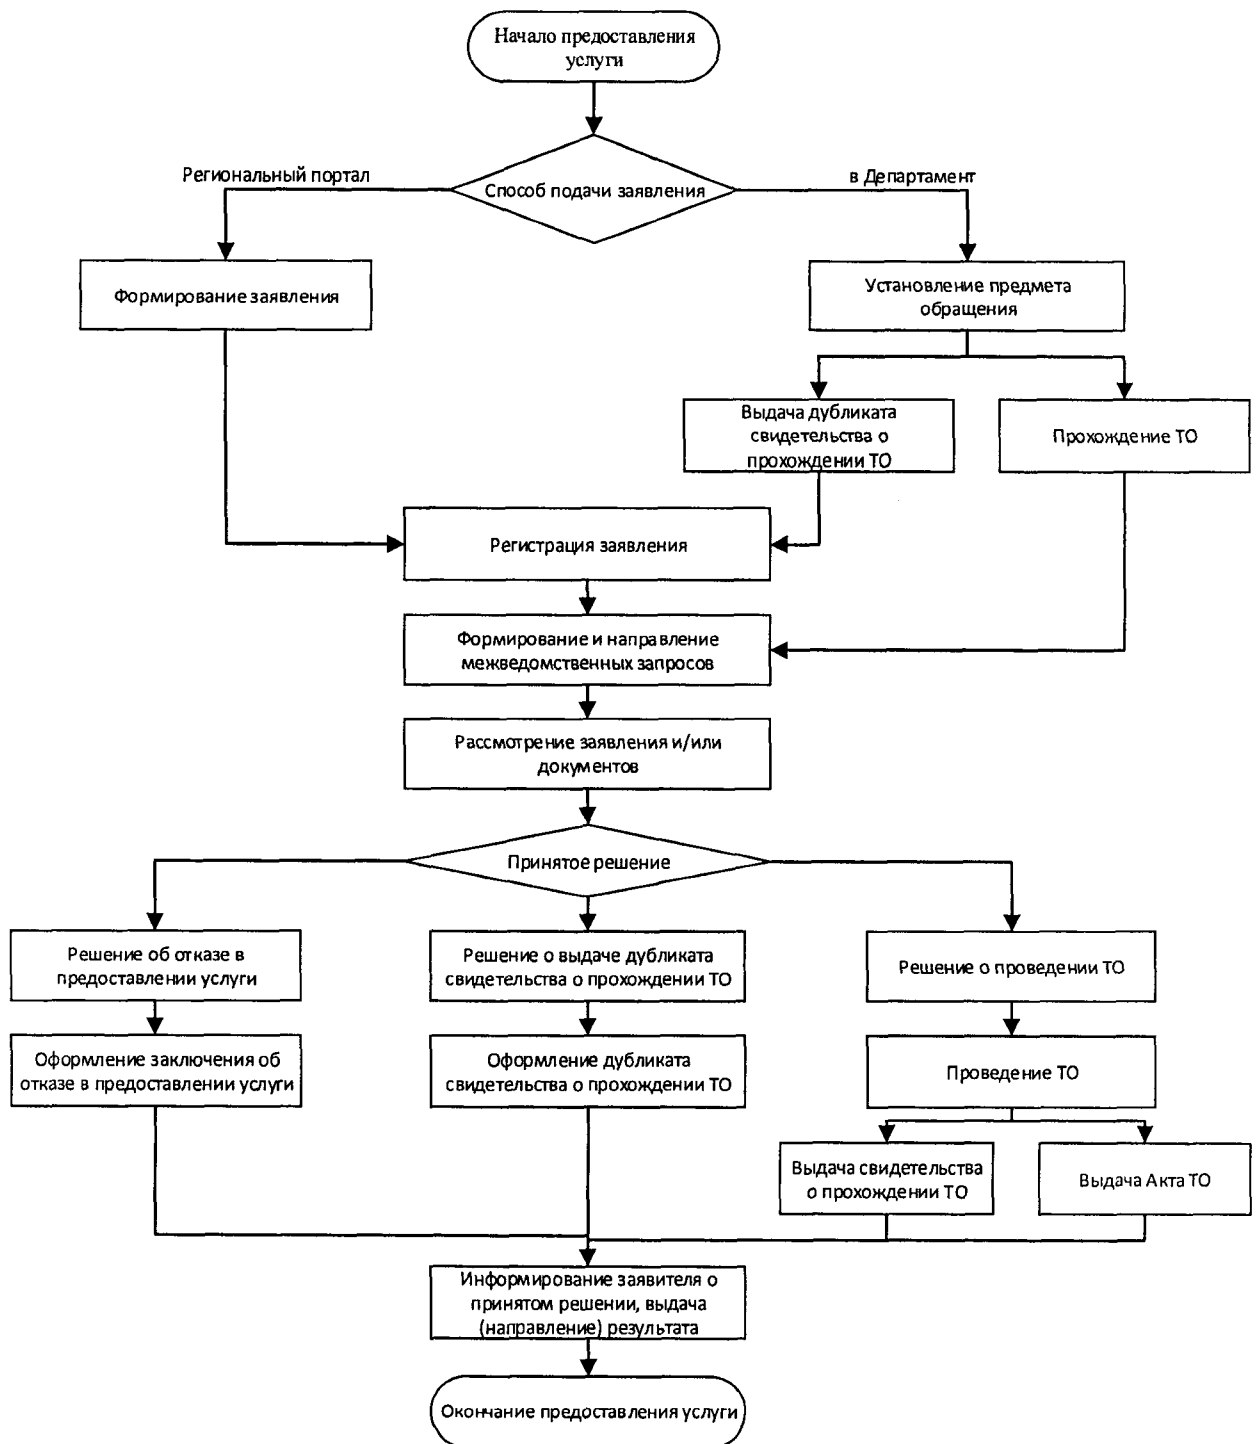 Начало предоставления
услуги
Региональный портал
Способ подачи заявления
в Департамент
Формирование заявления
Установление предмета
обращения
Выдача дубликата
свидетельства о
прохождении ТО
Прохождение ТО
Регистрация заявления
Формирование и направление
межведомственных запросов
Рассмотрение заявления и/или
документов
Принятое решение
Решение об отказе в
предоставлении услуги
Решение о выдаче дубликата
свидетельства о прохождении ТО
Решение о проведении ТО
Оформление заключения об
отказе в предоставлении услуги
Оформление дубликата
свидетельства о прохождении ТО
Проведение ТО
Выдача свидетельства
о прохождении ТО
Выдача Акта ТО
Информирование заявителя о
принятом решении, выдача
(направление) результата
Окончание предоставления услуги